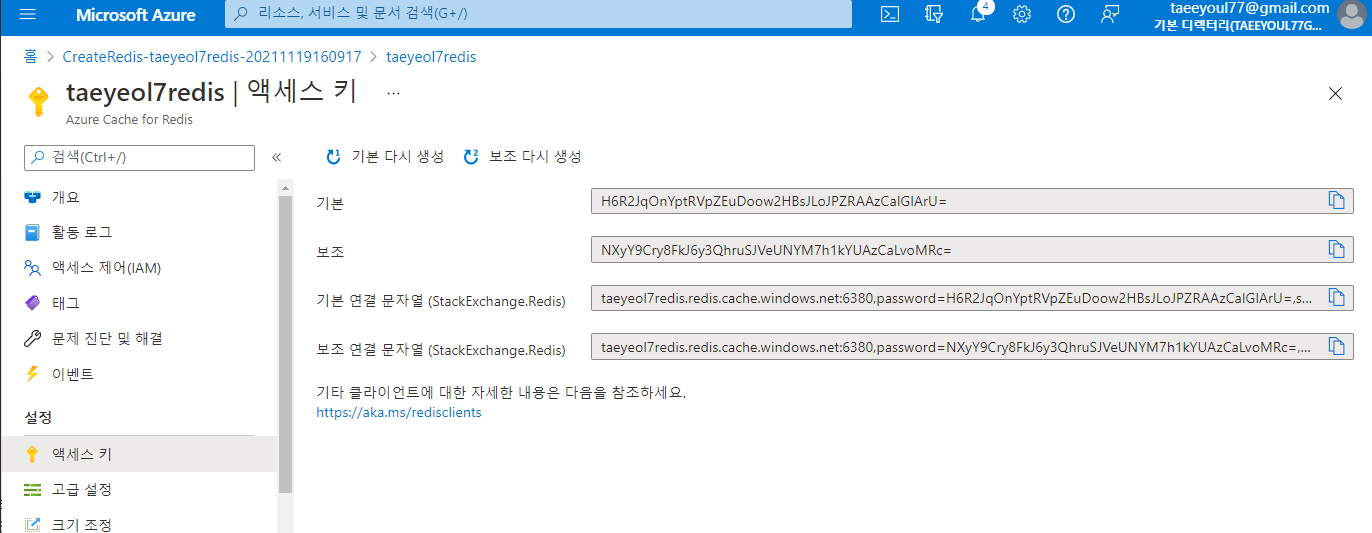 Microsoft Azure
리소스, 서비스 및 문서 검색(G+/)
4
taeeyoul77@gmail.com
기본 디렉터리(TAEEYOUL77G...
홈 > CreateRedis-taeyeol7redis-20211119160917 > taeyeol7redis
taeyeol7redis | 액세스 키 ...
Azure Cache for Redis
검색(Ctrl+/)
개요
활동 로그
액세스 제어(IAM)
태그
문제 진단 및 해결
이벤트
설정
액세스 키
고급 설정
크기 조정
기본 다시 생성
보조 다시 생성
기본
H6R2JqOnYptRVpZEuDoow2HBsJLoJPZRAAzCaIGIArU=
보조
NXyY9Cry8FkJ6y3QhruSJVeUNYM7h1kYUAzCaLvoMRc=
기본 연결 문자열 (StackExchange.Redis)
taeyeol7redis.redis.cache.windows.net:6380,password=H6R2JqOnYptRVpZEuDoow2HBsJLoJPZRAAzCaIGIArU=,s...
보조 연결 문자열 (StackExchange.Redis)
taeyeol7redis.redis.cache.windows.net:6380,password=NXyY9Cry8FkJ6y3QhruSJVeUNYM7h1kYUAzCaLvoMRc=,...
기타 클라이언트에 대한 자세한 내용은 다음을 참조하세요.
https://aka.ms/redisclients